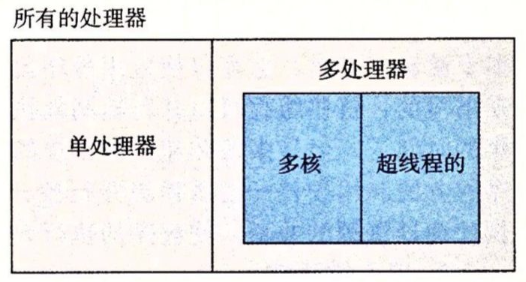 所有的处理器
多处理器
单处理器
多核
超线程的